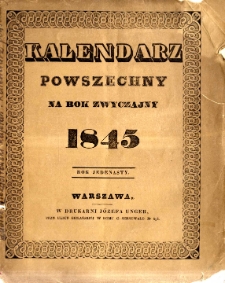 KALENDARZ
POWSZECHNY
NA ROK ZWYCZAJNY
1845
ROK JEDENASTY.
WARSZAWA,
W DRUKARNI JÓZEFA UNGER,